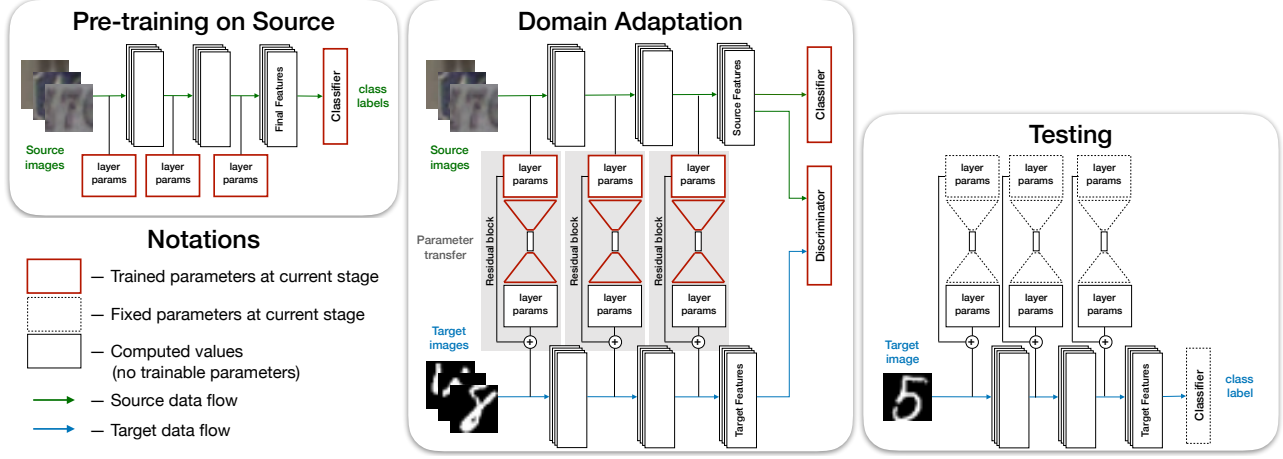 Pre-training on Source
Final Features
Classifier
class
labels
Source
images
layer
params
layer
params
layer
params
Notations
— Trained parameters at current stage
— Fixed parameters at current stage
— Computed values
(no trainable parameters)
— Source data flow
— Target data flow
Domain Adaptation
Source Features
Classifier
Source
images
layer
params
layer
params
layer
params
Discriminator
Parameter
transfer
Residual block
Residual block
Residual block
layer
params
layer
params
layer
params
+
+
+
Target
images
8
Target Features
Testing
layer
params
layer
params
layer
params
layer
params
layer
params
layer
params
+
+
+
Target
image
5
Target Features
Classifier
class
label